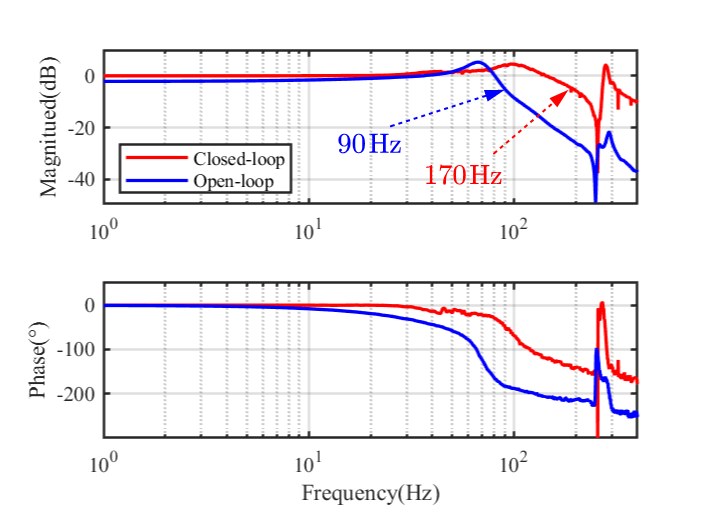 Magnitued(dB)
0
-20
-40
90 Hz
170 Hz
Closed-loop
Open-loop
10^0 10^1 10^2
Phase(°)
0
-100
-200
10^0 10^1 10^2
Frequency(Hz)